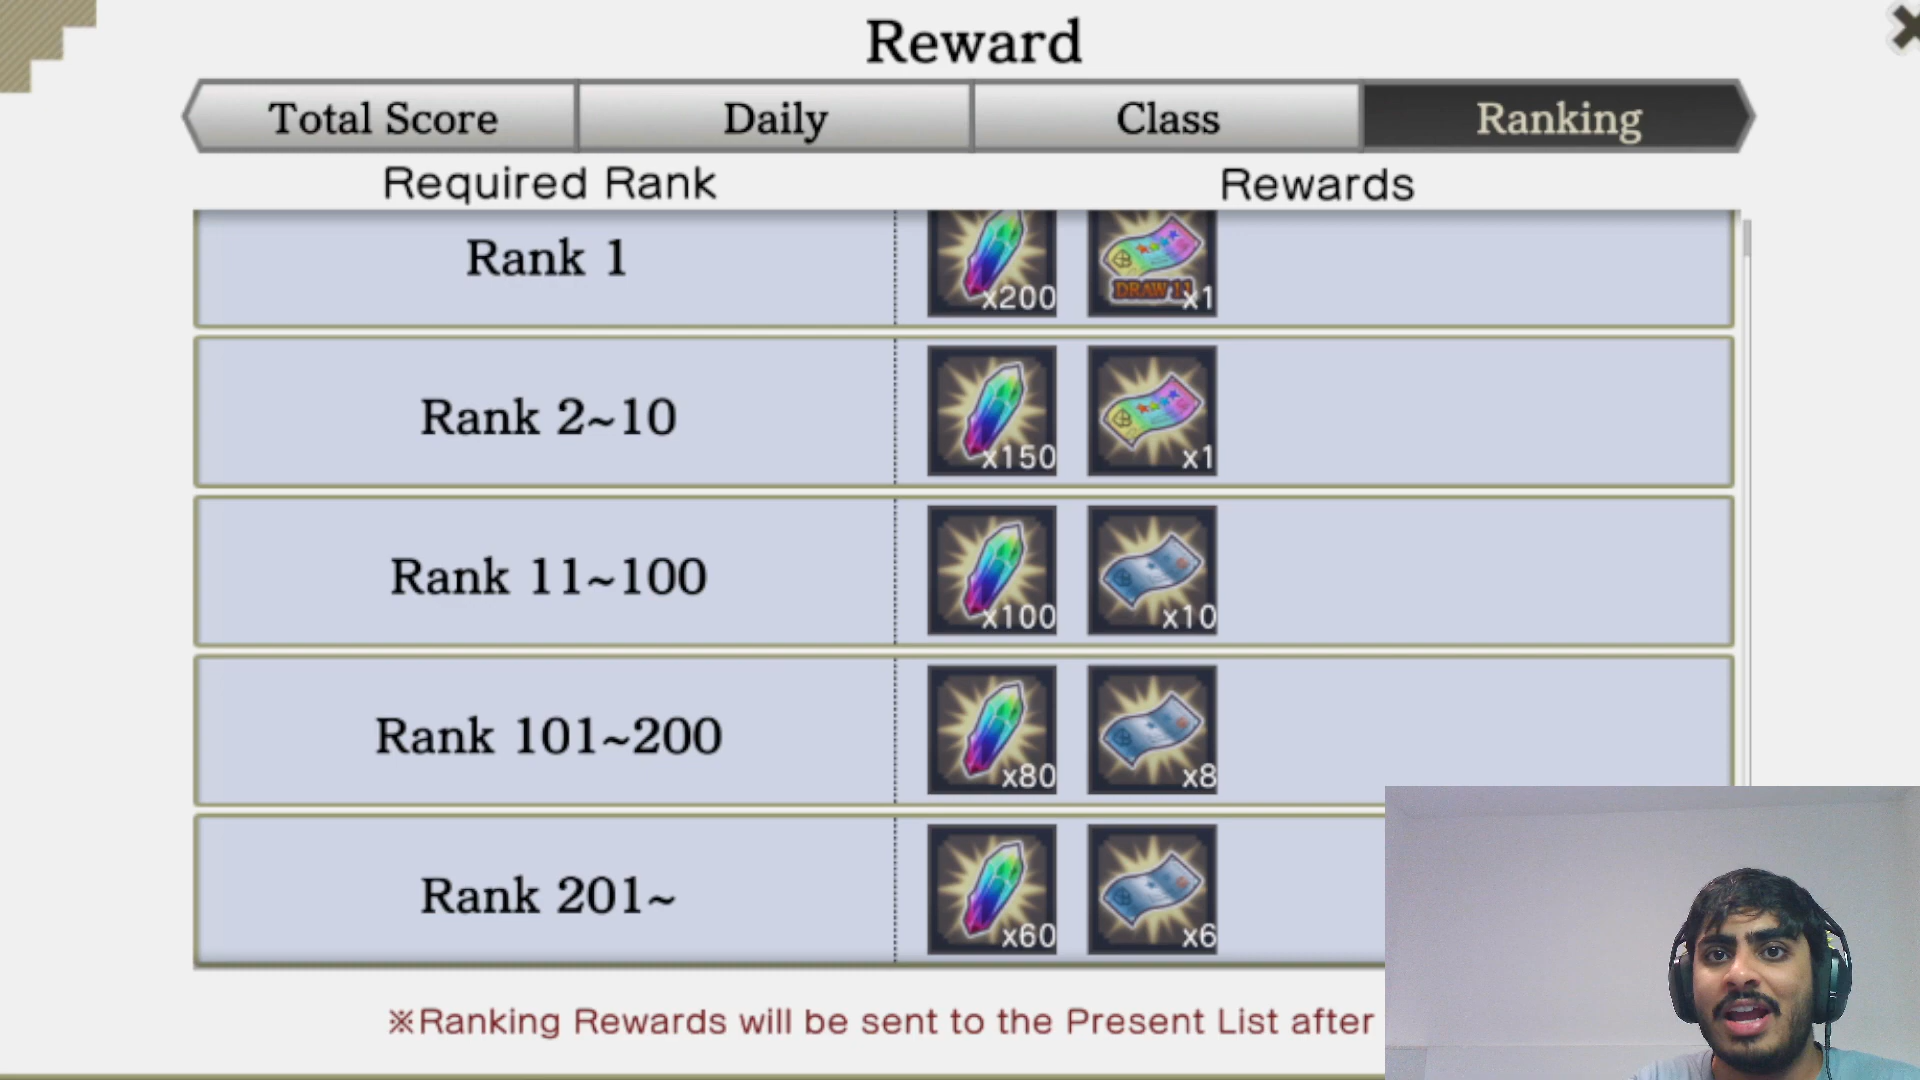 Reward
Total Score Daily Class Ranking
Required Rank Rewards
Rank 1 x200 DRAW 11 x1
Rank 2~10 x150 x1
Rank 11~100 x100 x10
Rank 101~200 x80 x8
Rank 201~ x60 x6
※Ranking Rewards will be sent to the Present List after